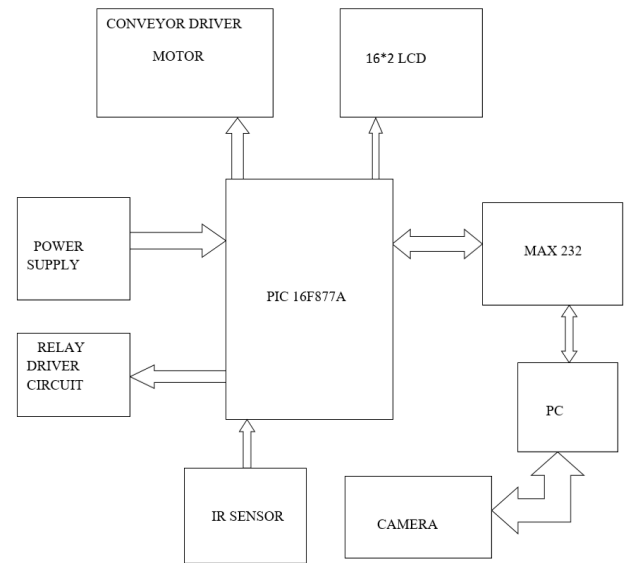 CONVEYOR DRIVER
MOTOR
16*2 LCD
POWER
SUPPLY
PIC 16F877A
MAX 232
RELAY
DRIVER
CIRCUIT
PC
IR SENSOR
CAMERA